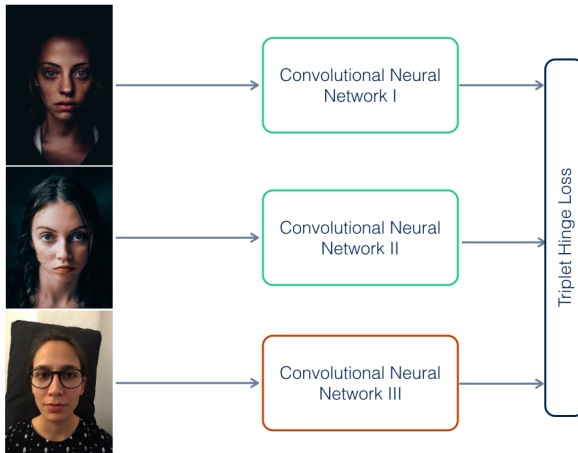 Convolutional Neural
Network I
Convolutional Neural
Network II
Convolutional Neural
Network III
Triplet Hinge Loss